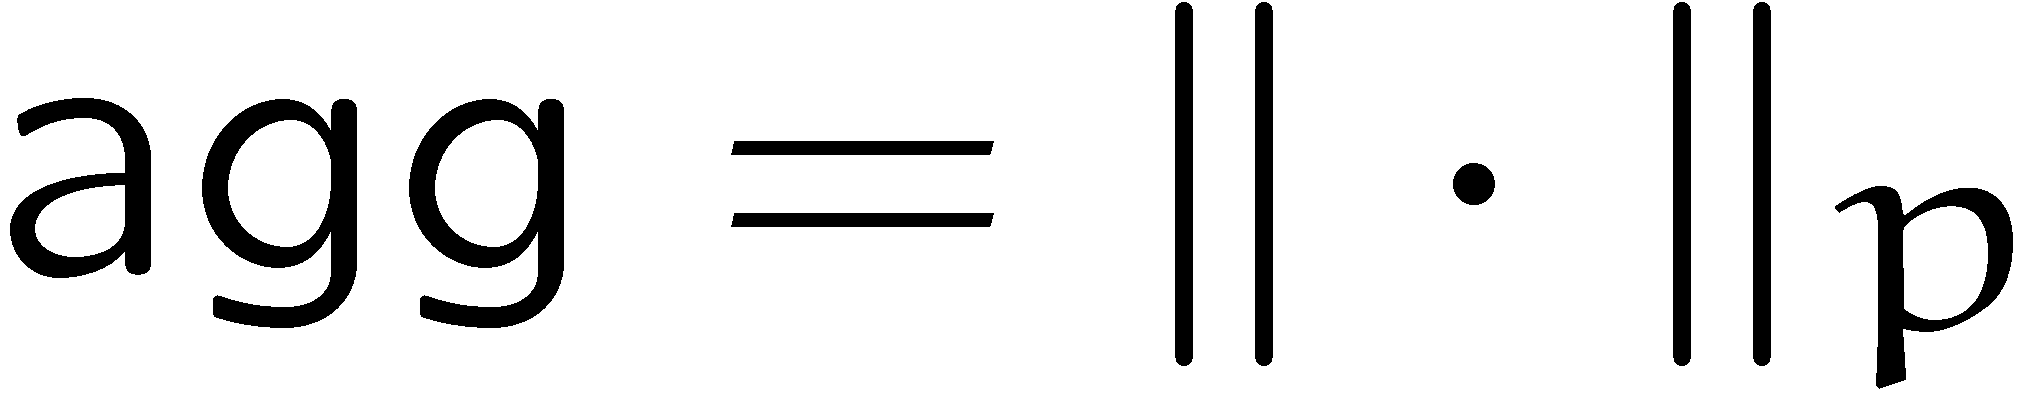 agg = ‖ · ‖ₚ